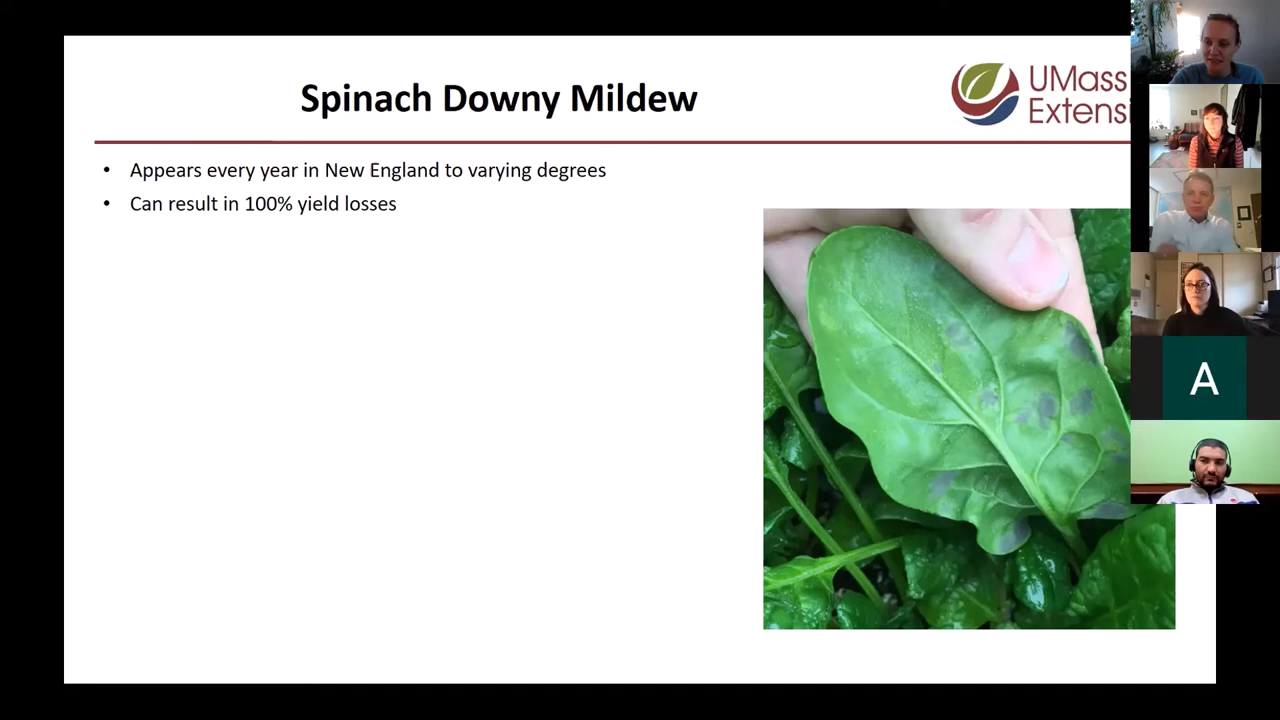 Spinach Downy Mildew
UMass
Extensi
• Appears every year in New England to varying degrees
• Can result in 100% yield losses
A